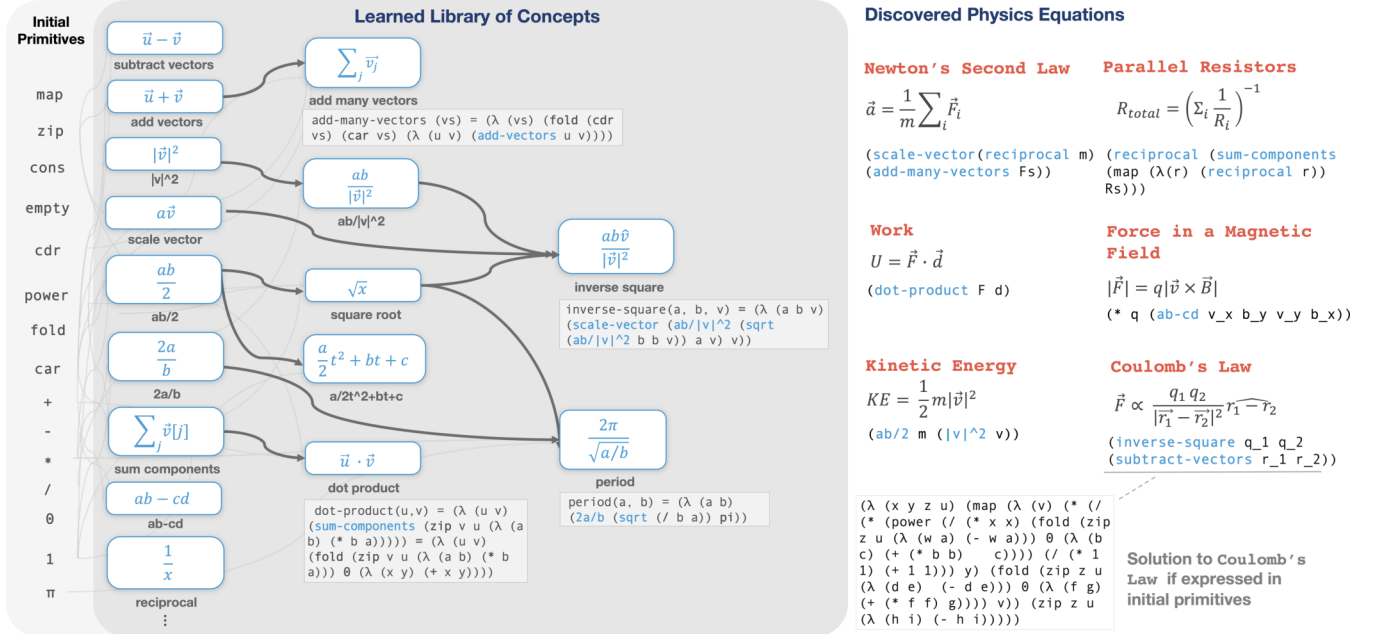 Initial
Primitives
map
zip
cons
empty
cdr
power
fold
car
+
-
*
/
0
1
π
Learned Library of Concepts
u⃗ − v⃗
subtract vectors
u⃗ + v⃗
add vectors
|v⃗|²
|v|^2
av⃗
scale vector
ab
2
ab/2
2a
b
2a/b
∑ⱼ v⃗[j]
sum components
ab − cd
ab-cd
1
x
reciprocal
⋮
∑ⱼ v⃗ⱼ
add many vectors
add-many-vectors (vs) = (λ (vs) (fold (cdr
vs) (car vs) (λ (u v) (add-vectors u v))))
ab
|v⃗|²
ab/|v|^2
√x
square root
a/2 t² + bt + c
a/2t^2+bt+c
u⃗ · v⃗
dot product
dot-product(u,v) = (λ (u v)
(sum-components (zip v u (λ (a
b) (* b a))))) = (λ (u v)
(fold (zip v u (λ (a b) (* b
a))) 0 (λ (x y) (+ x y))))
abv̂
|v⃗|²
inverse square
inverse-square(a, b, v) = (λ (a b v)
(scale-vector (ab/|v|^2 (sqrt
(ab/|v|^2 b b v)) a v) v))
2π
√a/b
period
period(a, b) = (λ (a b)
(2a/b (sqrt (/ b a)) pi))
Discovered Physics Equations
Newton's Second Law
a⃗ = 1/m ∑ᵢ F⃗ᵢ
(scale-vector(reciprocal m)
(add-many-vectors Fs))
Parallel Resistors
R_total = (Σᵢ 1/Rᵢ)⁻¹
(reciprocal (sum-components
(map (λ(r) (reciprocal r))
Rs)))
Work
U = F⃗ · d⃗
(dot-product F d)
Force in a Magnetic
Field
|F⃗| = q|v⃗ × B⃗|
(* q (ab-cd v_x b_y v_y b_x))
Kinetic Energy
KE = 1/2 m|v⃗|²
(ab/2 m (|v|^2 v))
Coulomb's Law
F⃗ ∝ q₁ q₂ / |r⃗₁ − r⃗₂|² r₁ − r₂
(inverse-square q_1 q_2
(subtract-vectors r_1 r_2))
(λ (x y z u) (map (λ (v) (* (/
(* (power (/ (* x x) (fold (zip
z u (λ (w a) (- w a))) 0 (λ (b
c) (+ (* b b) c)))) (/ (* 1
1) (+ 1 1))) y) (fold (zip z u
(λ (d e) (- d e))) 0 (λ (f g)
(+ (* f f) g)))) v)) (zip z u
(λ (h i) (- h i)))))
Solution to Coulomb's
Law if expressed in
initial primitives